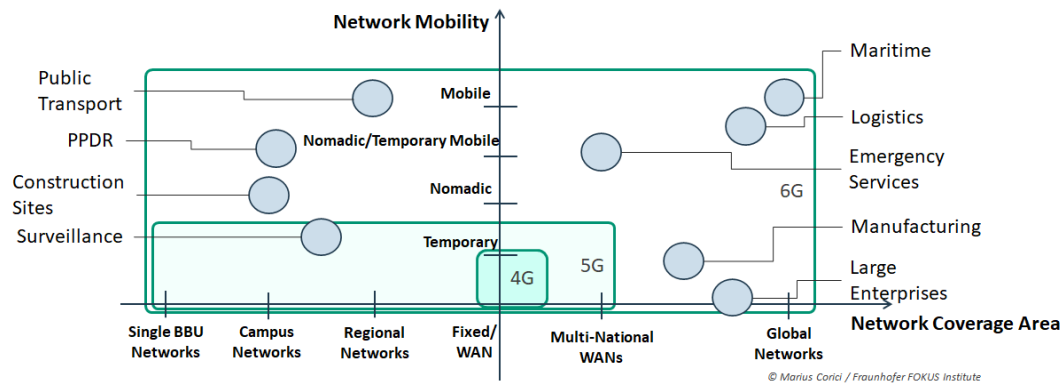 Network Mobility
Maritime
Public
Transport
Mobile
Logistics
PPDR
Nomadic/Temporary Mobile
Emergency
Services
Construction
Sites
Nomadic
6G
Surveillance
Temporary
Manufacturing
5G
4G
Large
Enterprises
Network Coverage Area
Single BBU
Networks
Campus
Networks
Regional
Networks
Fixed/
WAN
Multi-National
WANs
Global
Networks
© Marius Corici / Fraunhofer FOKUS Institute